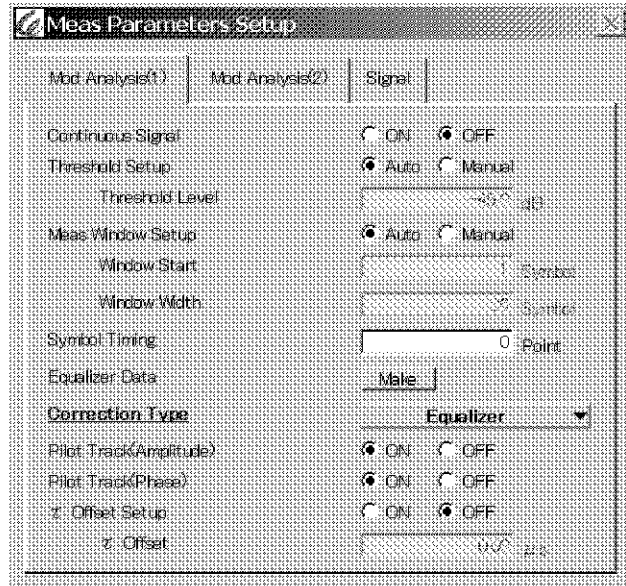 Meas Parameters Setup
Mod Analysis(1) Mod Analysis(2) Signal
Continuous Signal ON OFF
Threshold Setup Auto Manual
Threshold Level dB
Meas Window Setup Auto Manual
Window Start 1 Symbol
Window Width Symbol
Symbol Timing 0 Point
Equalizer Data Make
Correction Type Equalizer
Pilot Track(Amplitude) ON OFF
Pilot Track(Phase) ON OFF
τ Offset Setup ON OFF
τ Offset